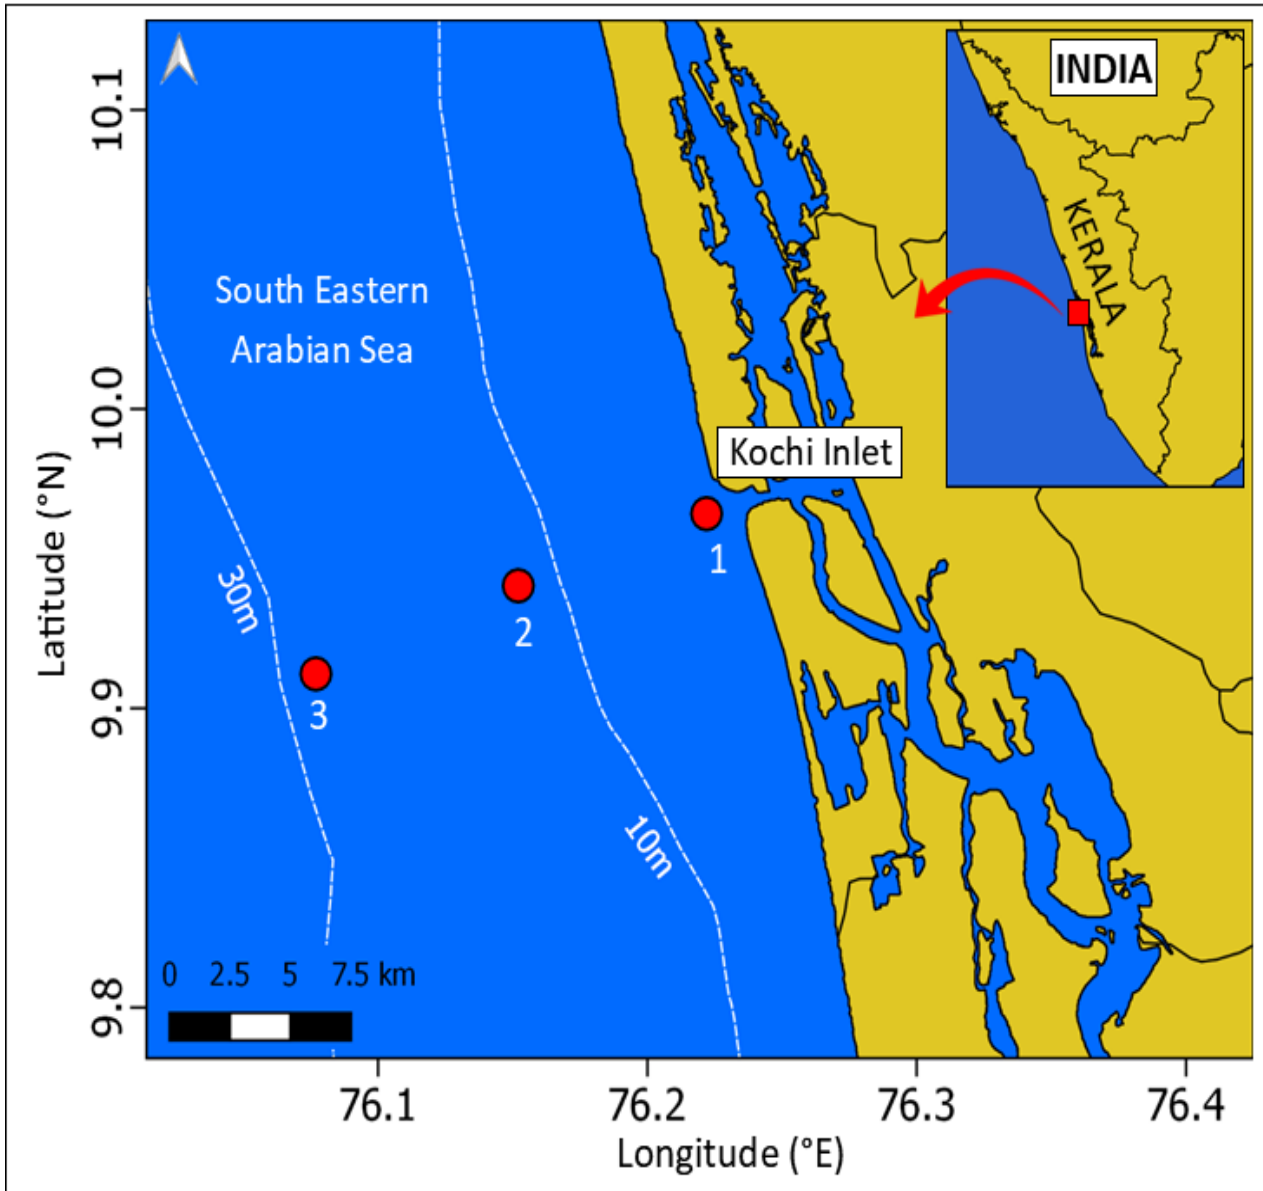 INDIA
KERALA
10.1
10.0
9.9
9.8
Latitude (°N)
South Eastern
Arabian Sea
Kochi Inlet
1
2
3
30m
10m
0 2.5 5 7.5 km
76.1 76.2 76.3 76.4
Longitude (°E)